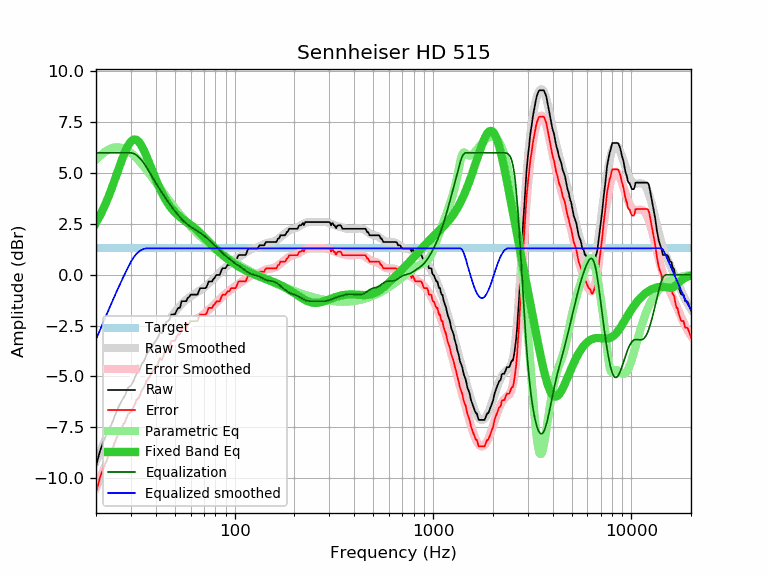 Sennheiser HD 515
10.0
7.5
5.0
2.5
0.0
−2.5
−5.0
−7.5
−10.0
Amplitude (dBr)
Target
Raw Smoothed
Error Smoothed
Raw
Error
Parametric Eq
Fixed Band Eq
Equalization
Equalized smoothed
100 1000 10000
Frequency (Hz)